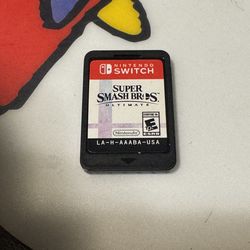 NINTENDO
SWITCH
SUPER
SMASH BROS.
ULTIMATE
Nintendo
E
LA-H-AAABA-USA